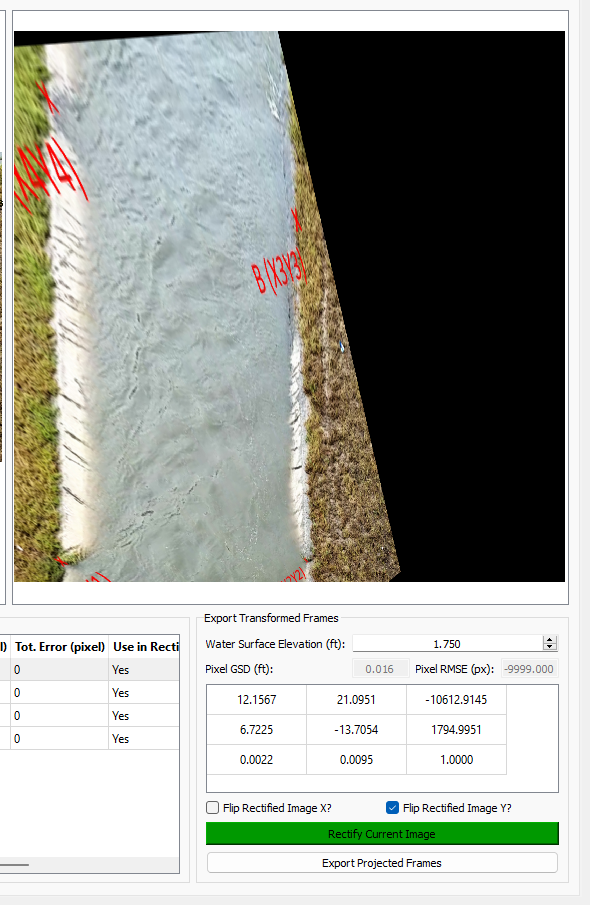 X
X4Y4)
X
B(X3Y3)
1)
2Y2)
Export Transformed Frames
l) Tot. Error (pixel) Use in Recti
0 Yes
0 Yes
0 Yes
0 Yes
Water Surface Elevation (ft): 1.750
Pixel GSD (ft): 0.016 Pixel RMSE (px): -9999.000
12.1567 21.0951 -10612.9145
6.7225 -13.7054 1794.9951
0.0022 0.0095 1.0000
Flip Rectified Image X? Flip Rectified Image Y?
Rectify Current Image
Export Projected Frames